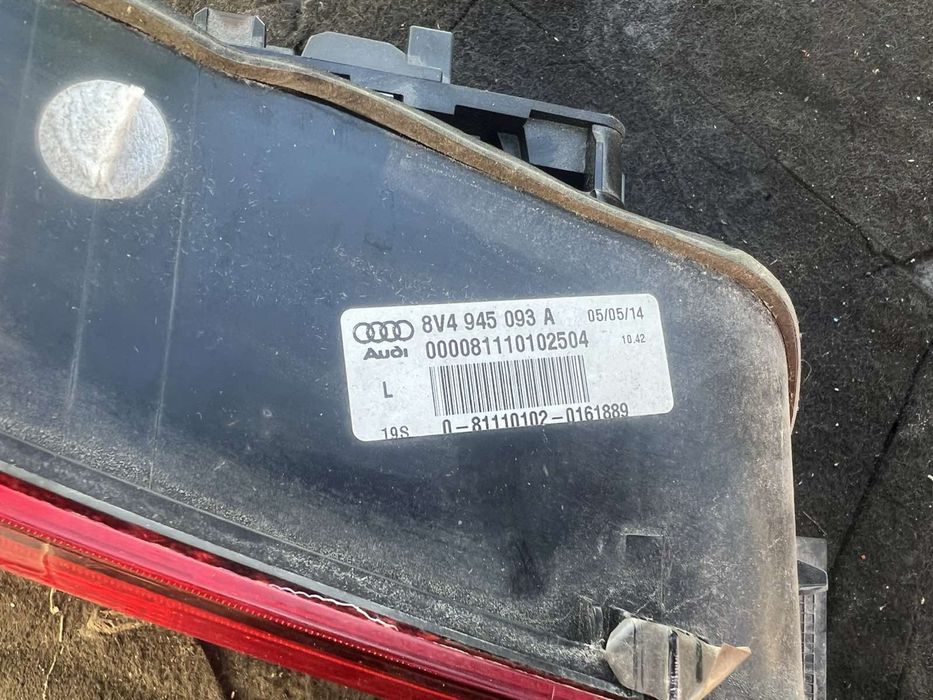 8V4 945 093 A 05/05/14
Audi 000081110102504 10.42
L
19S 0-81110102-0161889